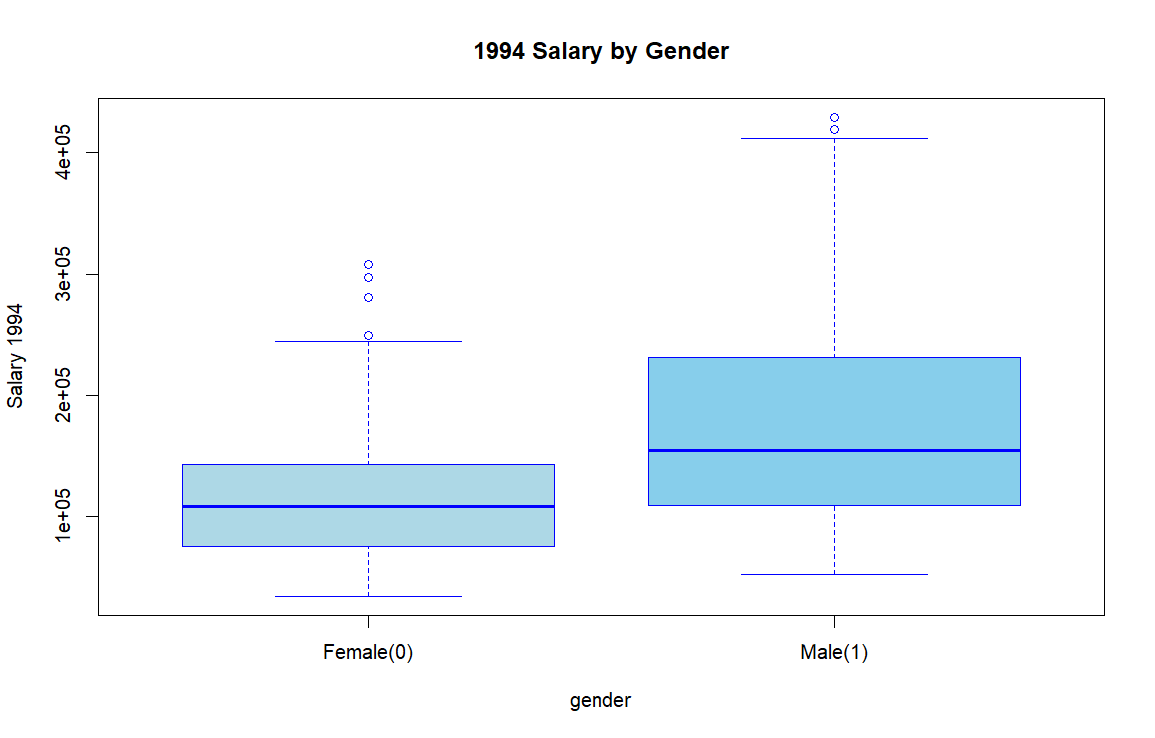 1994 Salary by Gender
Salary 1994
4e+05
3e+05
2e+05
1e+05
Female(0)
Male(1)
gender